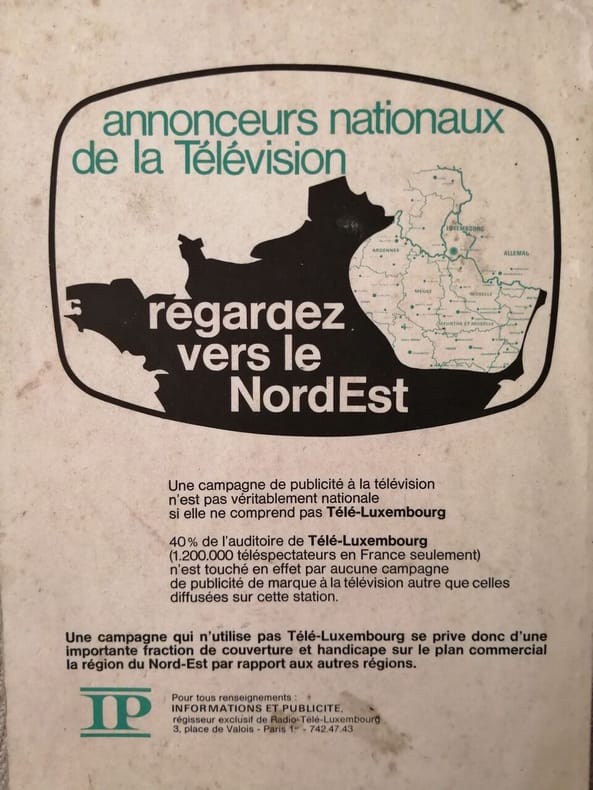 annonceurs nationaux
de la Télévision
LUXEMBOURG
ALLEMAG
ARDENNES
MEUSE
MOSELLE
MEURTHE ET MOSELLE
regardez
vers le
NordEst
Une campagne de publicité à la télévision
n'est pas véritablement nationale
si elle ne comprend pas Télé-Luxembourg
40% de l'auditoire de Télé-Luxembourg
(1.200.000 téléspectateurs en France seulement)
n'est touché en effet par aucune campagne
de publicité de marque à la télévision autre que celles
diffusées sur cette station.
Une campagne qui n'utilise pas Télé-Luxembourg se prive donc d'une
importante fraction de couverture et handicape sur le plan commercial
la région du Nord-Est par rapport aux autres régions.
IP
Pour tous renseignements :
INFORMATIONS ET PUBLICITE,
régisseur exclusif de Radio-Télé-Luxembourg
3, place de Valois - Paris 1er - 742.47.43